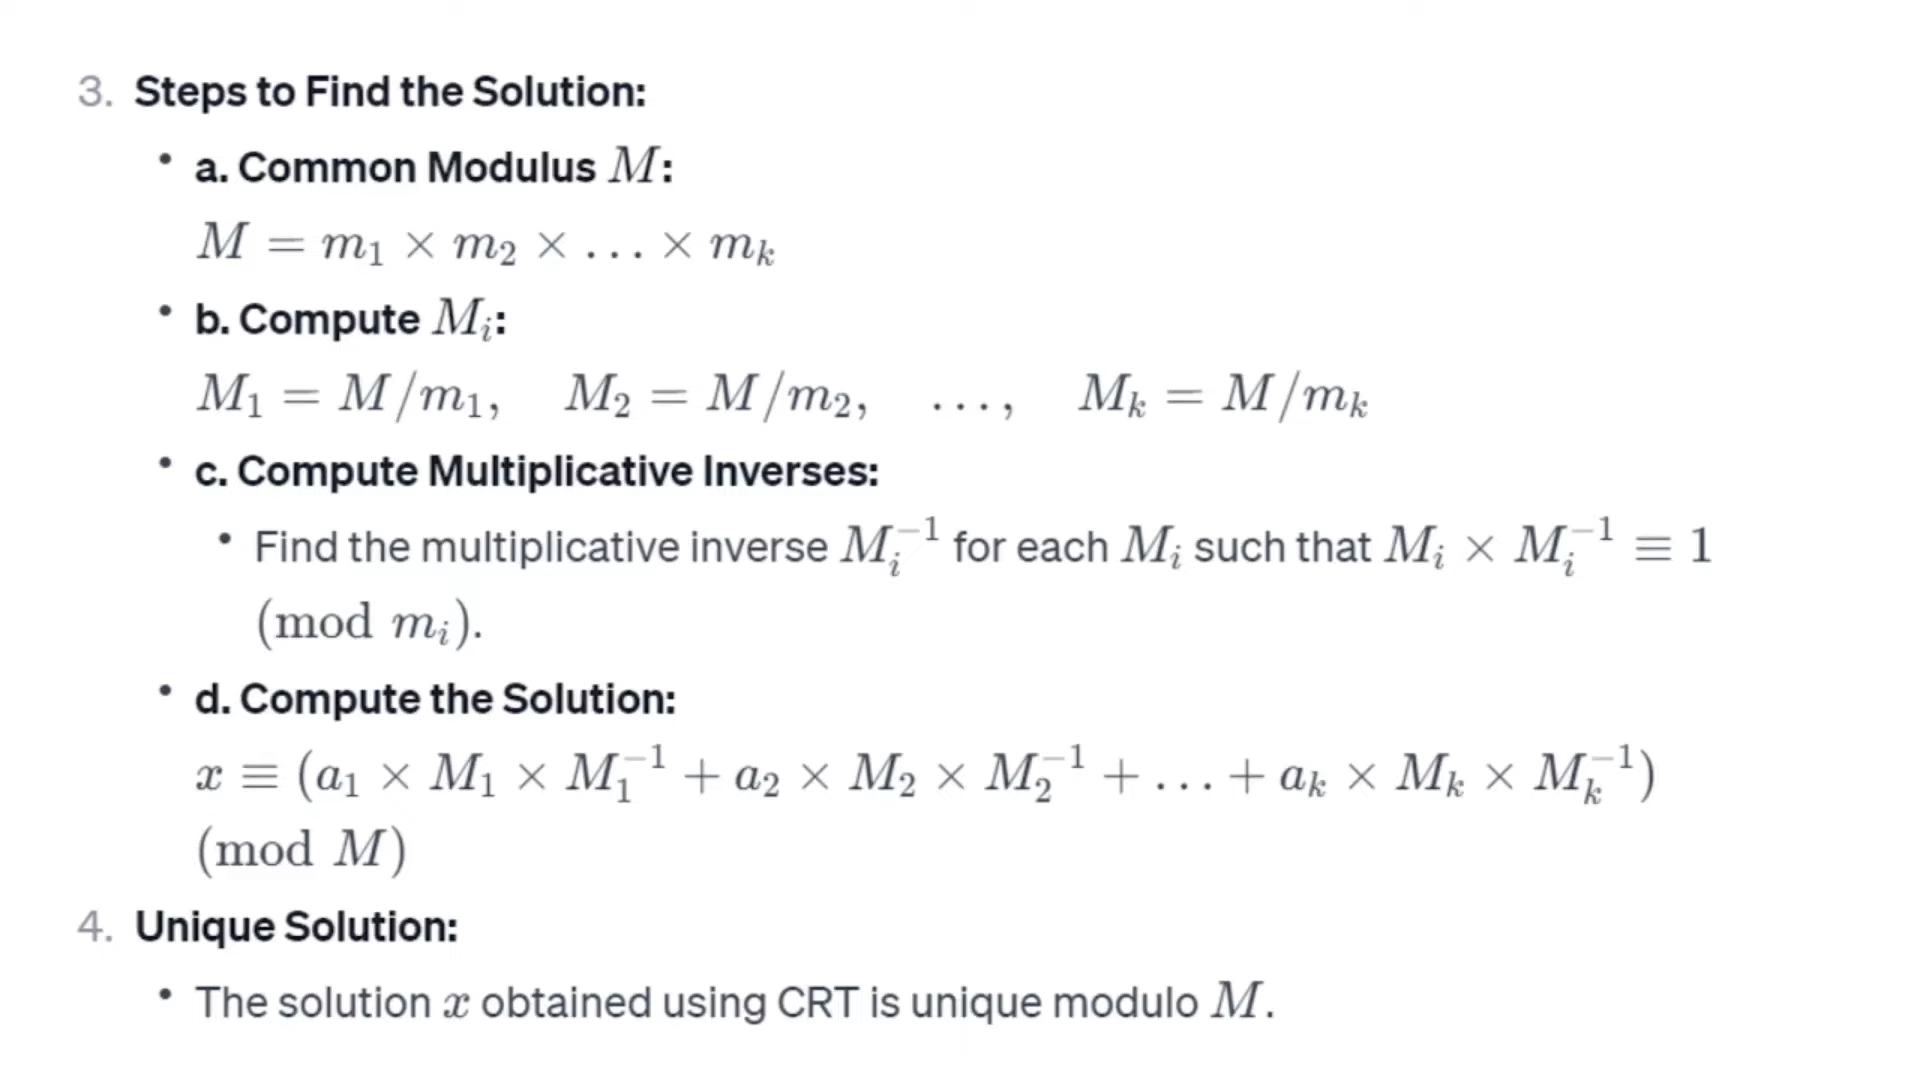 3. Steps to Find the Solution:
• a. Common Modulus M:
M = m₁ × m₂ × … × mₖ
• b. Compute Mᵢ:
M₁ = M/m₁, M₂ = M/m₂, …, Mₖ = M/mₖ
• c. Compute Multiplicative Inverses:
• Find the multiplicative inverse Mᵢ⁻¹ for each Mᵢ such that Mᵢ × Mᵢ⁻¹ ≡ 1
(mod mᵢ).
• d. Compute the Solution:
x ≡ (a₁ × M₁ × M₁⁻¹ + a₂ × M₂ × M₂⁻¹ + … + aₖ × Mₖ × Mₖ⁻¹)
(mod M)
4. Unique Solution:
• The solution x obtained using CRT is unique modulo M.